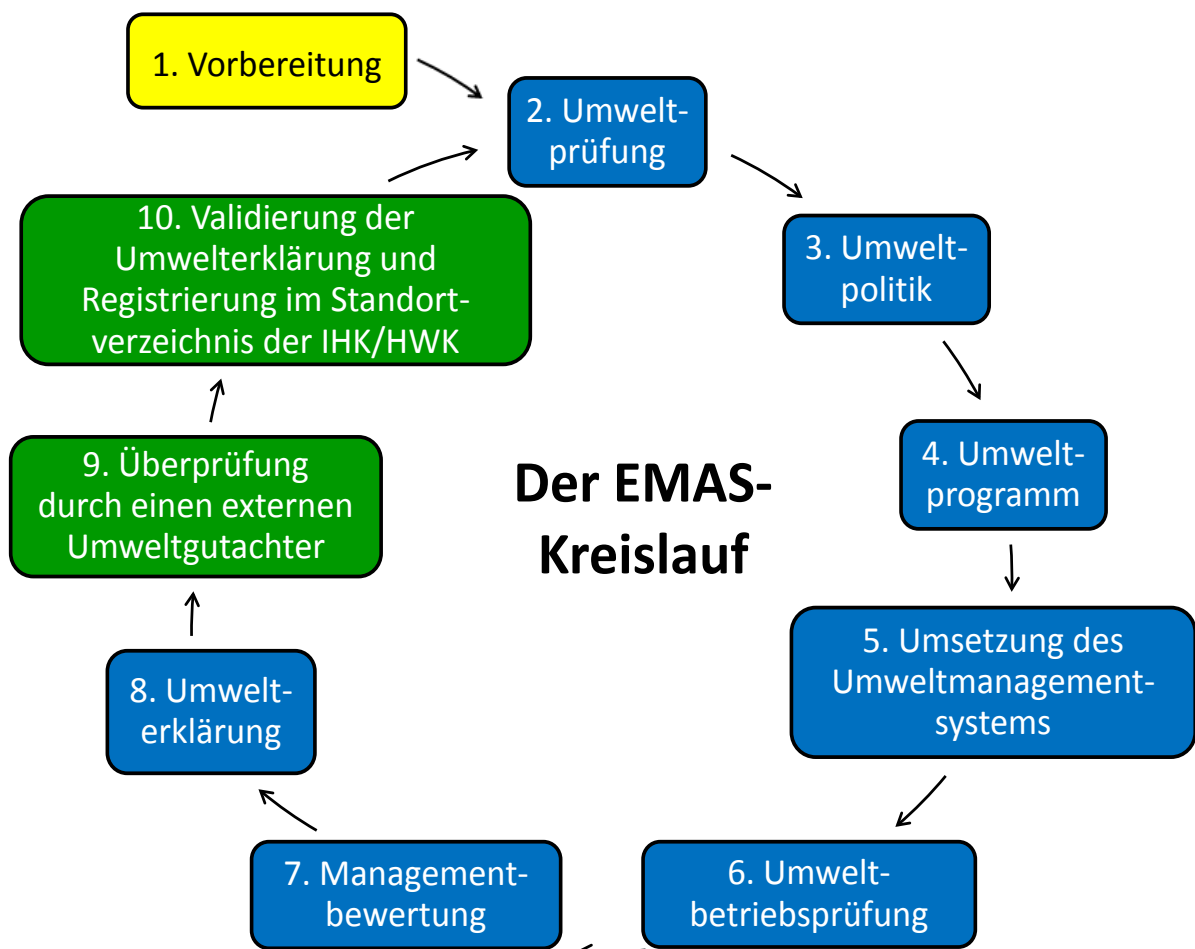 1. Vorbereitung
2. Umwelt-
prüfung
3. Umwelt-
politik
4. Umwelt-
programm
5. Umsetzung des
Umweltmanagement-
systems
6. Umwelt-
betriebsprüfung
7. Management-
bewertung
8. Umwelt-
erklärung
9. Überprüfung
durch einen externen
Umweltgutachter
10. Validierung der
Umwelterklärung und
Registrierung im Standort-
verzeichnis der IHK/HWK
Der EMAS-
Kreislauf